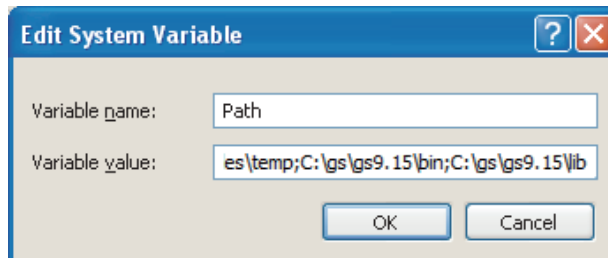 Edit System Variable
Variable name: Path
Variable value: es\temp;C:\gs\gs9.15\bin;C:\gs\gs9.15\lib
OK Cancel